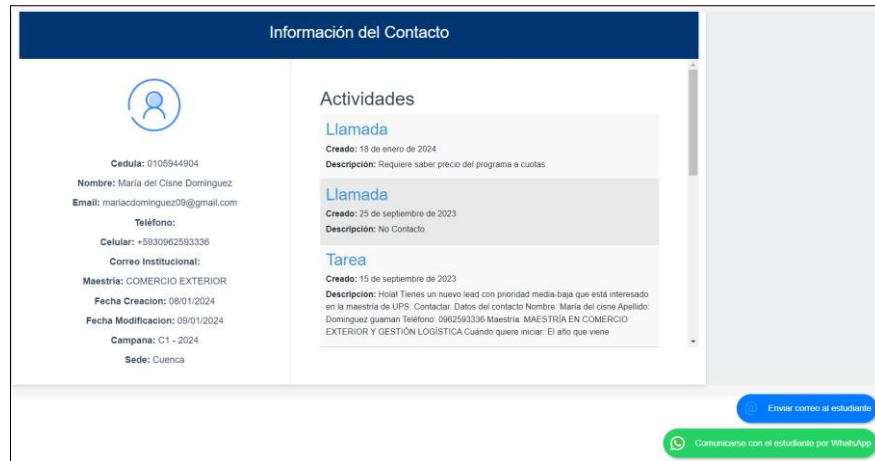 Información del Contacto
Cedula: 0105944904
Nombre: María del Cisne Dominguez
Email: mariacdominguez09@gmail.com
Teléfono:
Celular: +5930962593336
Correo Institucional:
Maestria: COMERCIO EXTERIOR
Fecha Creacion: 08/01/2024
Fecha Modificacion: 09/01/2024
Campana: C1 - 2024
Sede: Cuenca
Actividades
Llamada
Creado: 18 de enero de 2024
Descripción: Requiere saber precio del programa a cuotas
Llamada
Creado: 25 de septiembre de 2023
Descripción: No Contacto.
Tarea
Creado: 15 de septiembre de 2023
Descripción: Hola! Tienes un nuevo lead con prioridad media-baja que está interesado
en la maestría de UPS. Contactar. Datos del contacto Nombre: María del cisne Apellido:
Dominguez guaman Teléfono: 0962593336 Maestría: MAESTRÍA EN COMERCIO
EXTERIOR Y GESTIÓN LOGÍSTICA Cuándo quiere iniciar: El año que viene
Enviar correo al estudiante
Comunicarse con el estudiante por WhatsApp